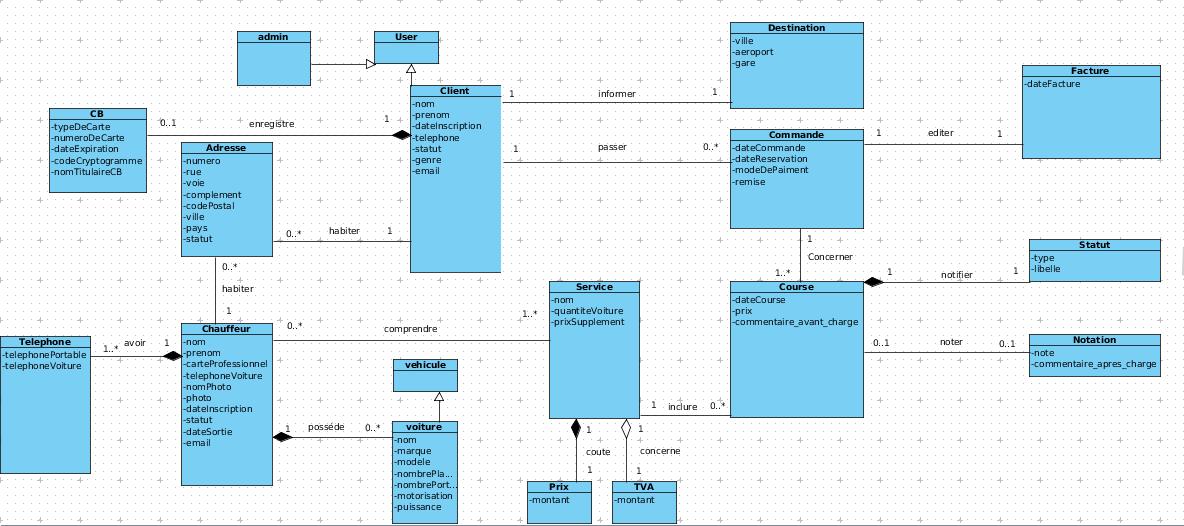 admin
User
Destination
-ville
-aeroport
-gare
Facture
-dateFacture
Client
-nom
-prenom
-dateInscription
-telephone
-statut
-genre
-email
1
informer
1
CB
-typeDeCarte
-numeroDeCarte
-dateExpiration
-codeCryptogramme
-nomTitulaireCB
0..1
enregistre
1
Commande
-dateCommande
-dateReservation
-modeDePaiment
-remise
1
editer
1
1
passer
0..*
Adresse
-numero
-rue
-voie
-complement
-codePostal
-ville
-pays
-statut
0..*
habiter
1
1
Concerner
1..*
Statut
-type
-libelle
0..*
habiter
1
Service
-nom
-quantiteVoiture
-prixSupplement
Course
-dateCourse
-prix
-commentaire_avant_charge
1
notifier
1
Chauffeur
-nom
-prenom
-carteProfessionnel
-telephoneVoiture
-nomPhoto
-photo
-dateInscription
-statut
-dateSortie
-email
0..*
comprendre
1..*
Telephone
-telephonePortable
-telephoneVoiture
1..*
avoir
1
Notation
-note
-commentaire_apres_charge
0..1
noter
0..1
vehicule
1
inclure
0..*
1
posséde
0..*
voiture
-nom
-marque
-modele
-nombrePla...
-nombrePort...
-motorisation
-puissance
1
coute
1
1
concerne
1
Prix
-montant
TVA
-montant